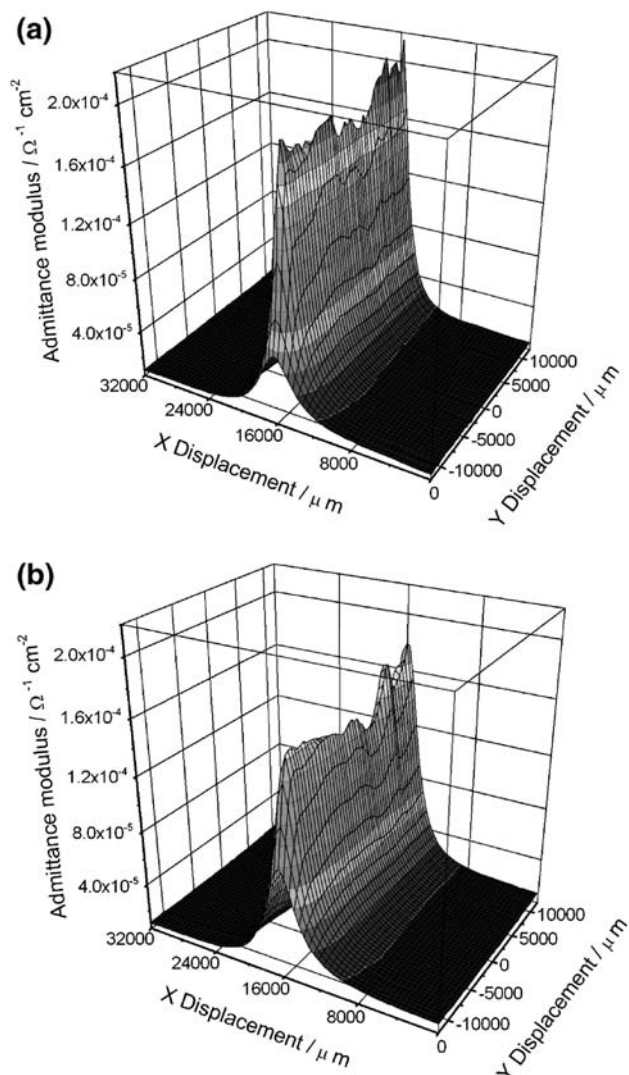 (a)
Admittance modulus / Ω⁻¹ cm⁻²
2.0x10⁻⁴
1.6x10⁻⁴
1.2x10⁻⁴
8.0x10⁻⁵
4.0x10⁻⁵
32000
24000
16000
8000
0
X Displacement / μ m
10000
5000
0
-5000
-10000
Y Displacement / μ m
(b)
Admittance modulus / Ω⁻¹ cm⁻²
2.0x10⁻⁴
1.6x10⁻⁴
1.2x10⁻⁴
8.0x10⁻⁵
4.0x10⁻⁵
32000
24000
16000
8000
0
X Displacement / μ m
10000
5000
0
-5000
-10000
Y Displacement / μ m